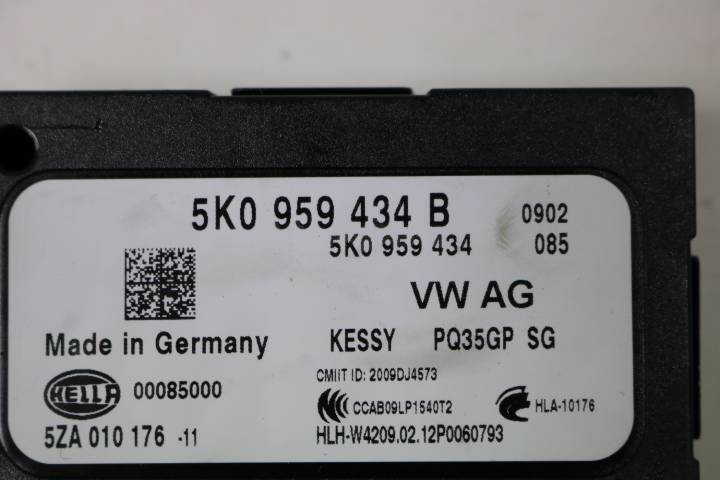 5K0 959 434 B 0902
5K0 959 434 085
VW AG
Made in Germany KESSY PQ35GP SG
CMIIT ID: 2009DJ4573
HELLA 00085000 CCAB09LP1540T2 HLA-10176
5ZA 010 176 -11 HLH-W4209.02.12P0060793